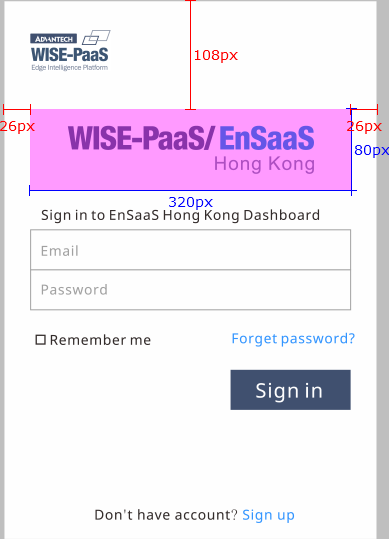 ADVANTECH
WISE-PaaS
Edge Intelligence Platform
108px
26px
26px
WISE-PaaS/ EnSaaS
Hong Kong
80px
320px
Sign in to EnSaaS Hong Kong Dashboard
Email
Password
Remember me
Forget password?
Sign in
Don't have account? Sign up